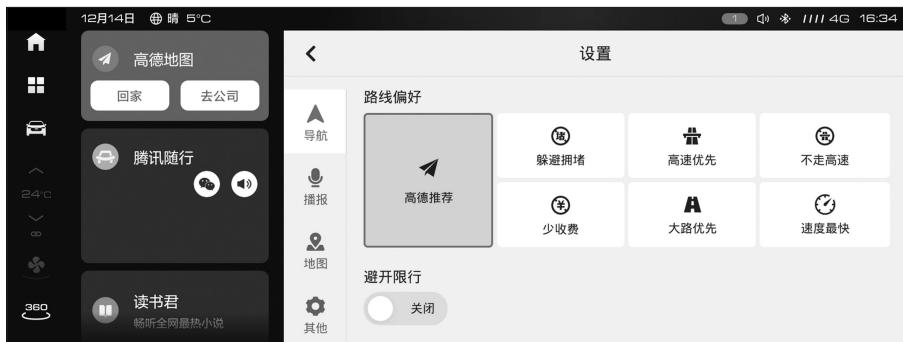 12月14日 晴 5°C
1 4G 16:34
高德地图
回家 去公司
24°C
腾讯随行
360
读书君
畅听全网最热小说
设置
导航
播报
地图
其他
路线偏好
高德推荐
堵
躲避拥堵
高速优先
不走高速
¥
少收费
大路优先
速度最快
避开限行
关闭